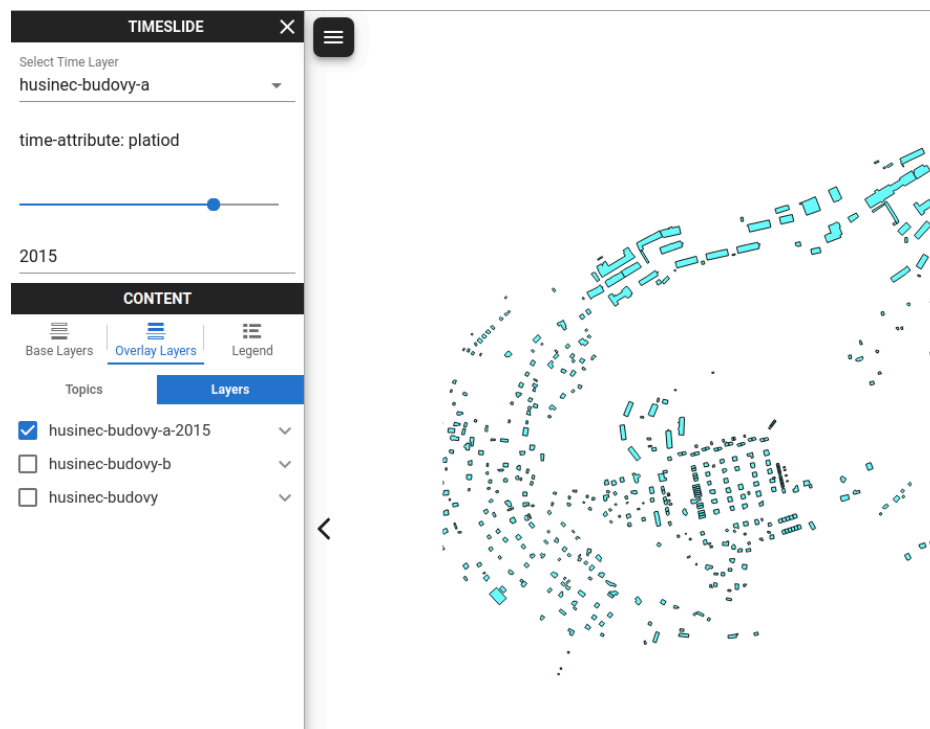 TIMESLIDE
Select Time Layer
husinec-budovy-a
time-attribute: platiod
2015
CONTENT
Base Layers Overlay Layers Legend
Topics Layers
husinec-budovy-a-2015
husinec-budovy-b
husinec-budovy